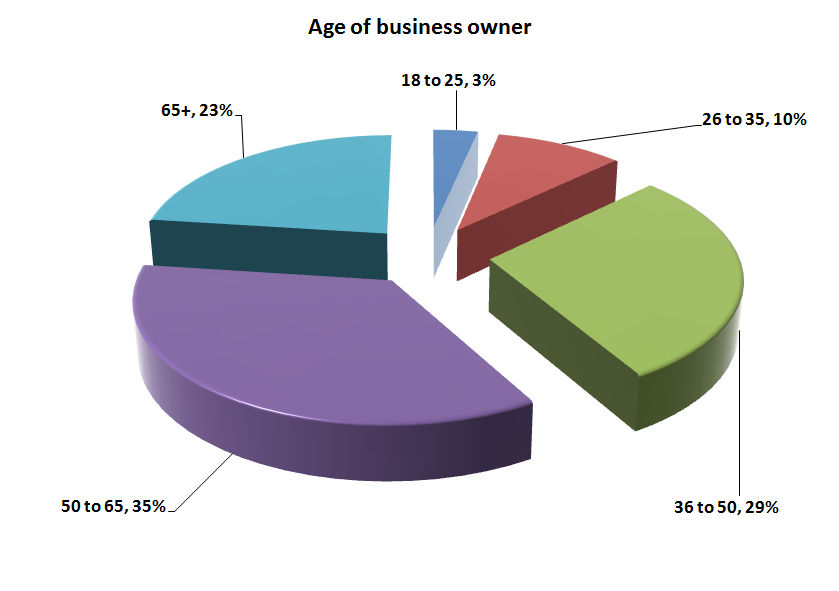 Age of business owner
18 to 25, 3%
65+, 23%
26 to 35, 10%
50 to 65, 35%
36 to 50, 29%